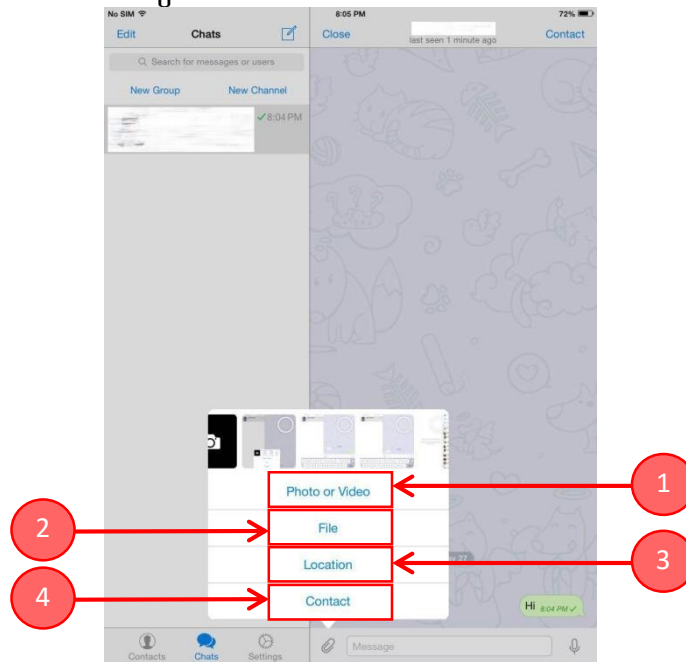 No SIM 8:05 PM 72%
Edit Chats Close last seen 1 minute ago Contact
Search for messages or users
New Group New Channel
8:04 PM
Photo or Video 1
2 File
Location 3
4 Contact
Hi 8:04 PM
Contacts Chats Settings Message